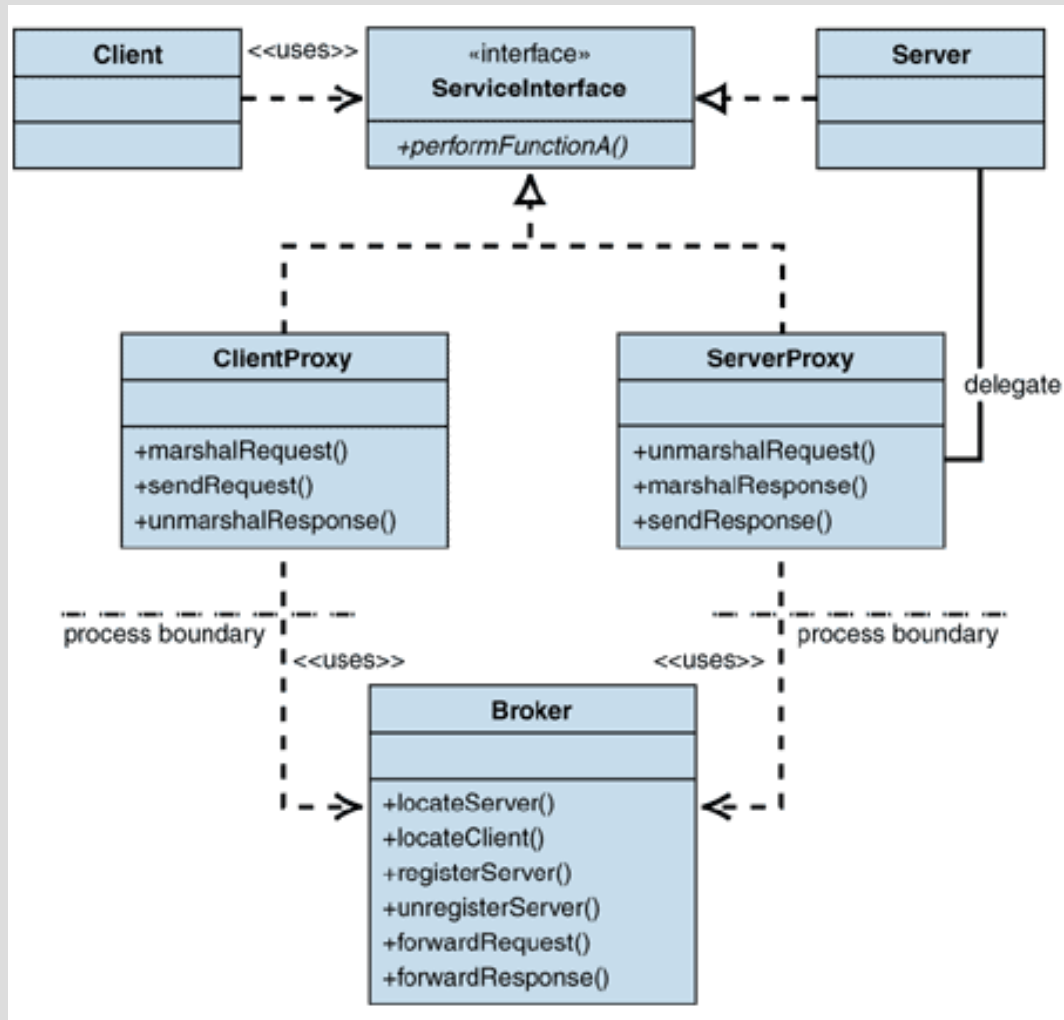 Client
<<uses>>
«interface»
ServiceInterface
+performFunctionA()
Server
ClientProxy
+marshalRequest()
+sendRequest()
+unmarshalResponse()
ServerProxy
+unmarshalRequest()
+marshalResponse()
+sendResponse()
delegate
process boundary
<<uses>>
<<uses>>
process boundary
Broker
+locateServer()
+locateClient()
+registerServer()
+unregisterServer()
+forwardRequest()
+forwardResponse()